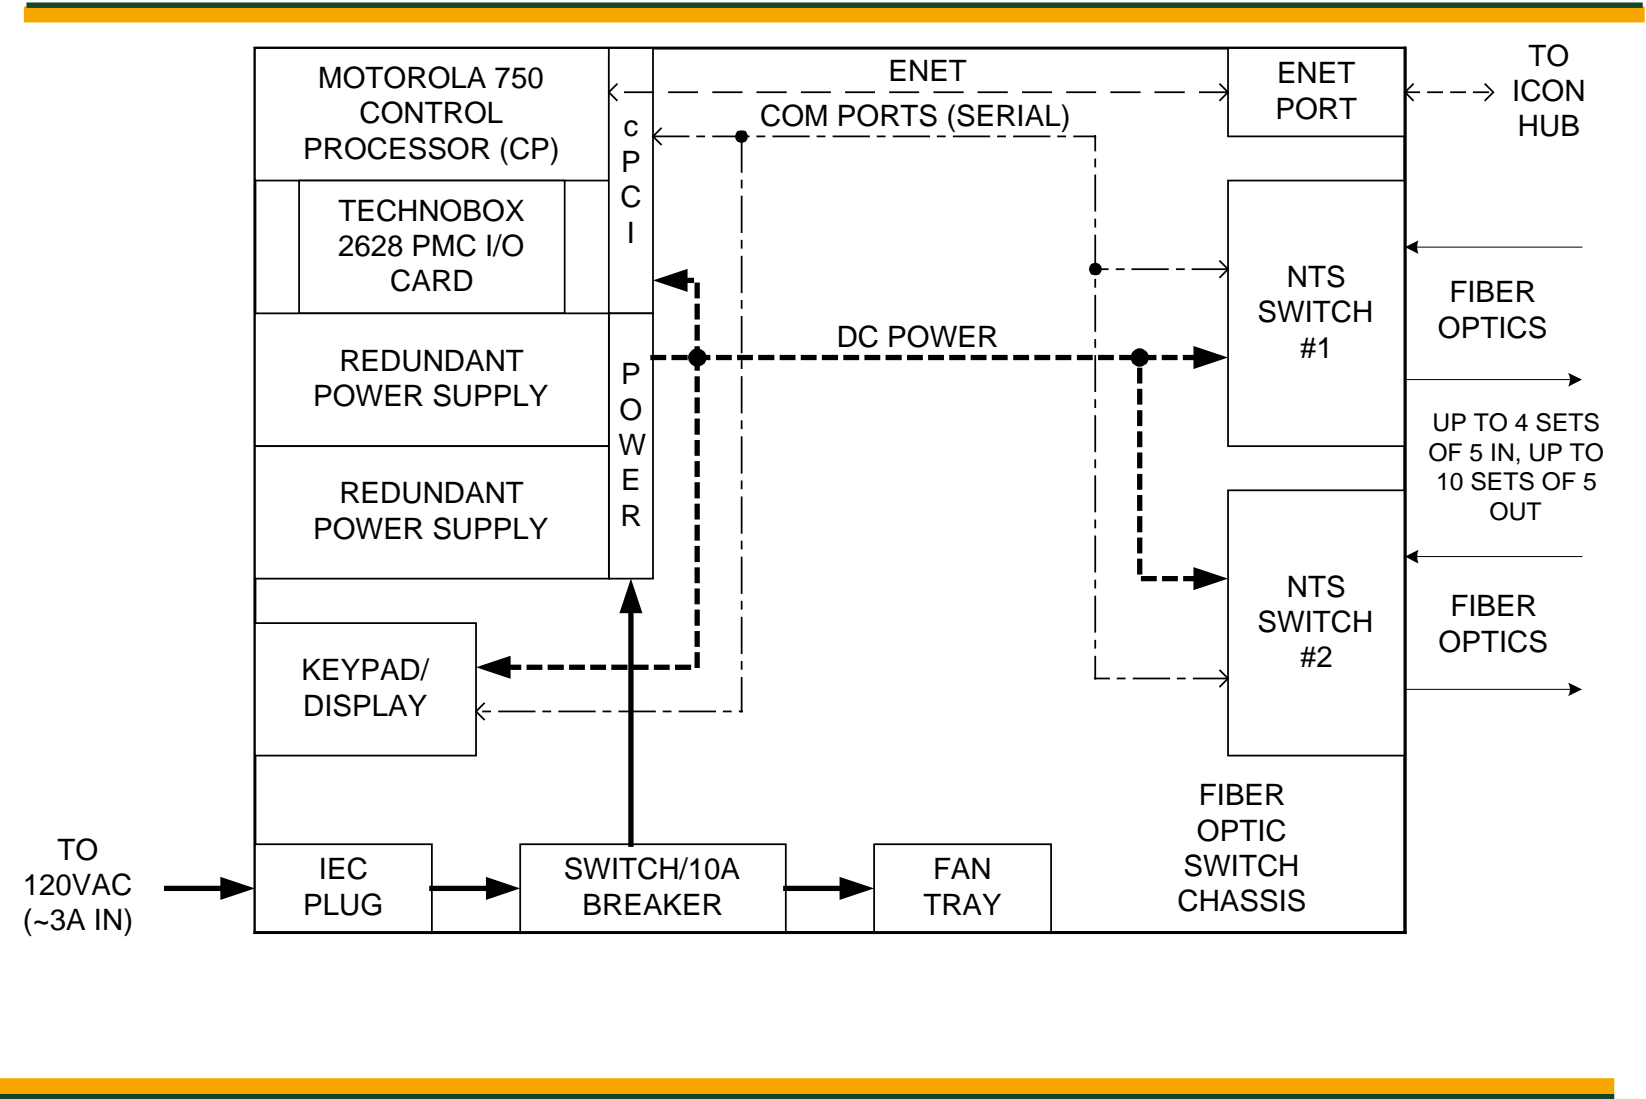 MOTOROLA 750
CONTROL
PROCESSOR (CP)
TECHNOBOX
2628 PMC I/O
CARD
REDUNDANT
POWER SUPPLY
REDUNDANT
POWER SUPPLY
c
P
C
I
P
O
W
E
R
ENET
COM PORTS (SERIAL)
DC POWER
ENET
PORT
TO
ICON
HUB
NTS
SWITCH
#1
FIBER
OPTICS
UP TO 4 SETS
OF 5 IN, UP TO
10 SETS OF 5
OUT
NTS
SWITCH
#2
FIBER
OPTICS
KEYPAD/
DISPLAY
FIBER
OPTIC
SWITCH
CHASSIS
TO
120VAC
(~3A IN)
IEC
PLUG
SWITCH/10A
BREAKER
FAN
TRAY